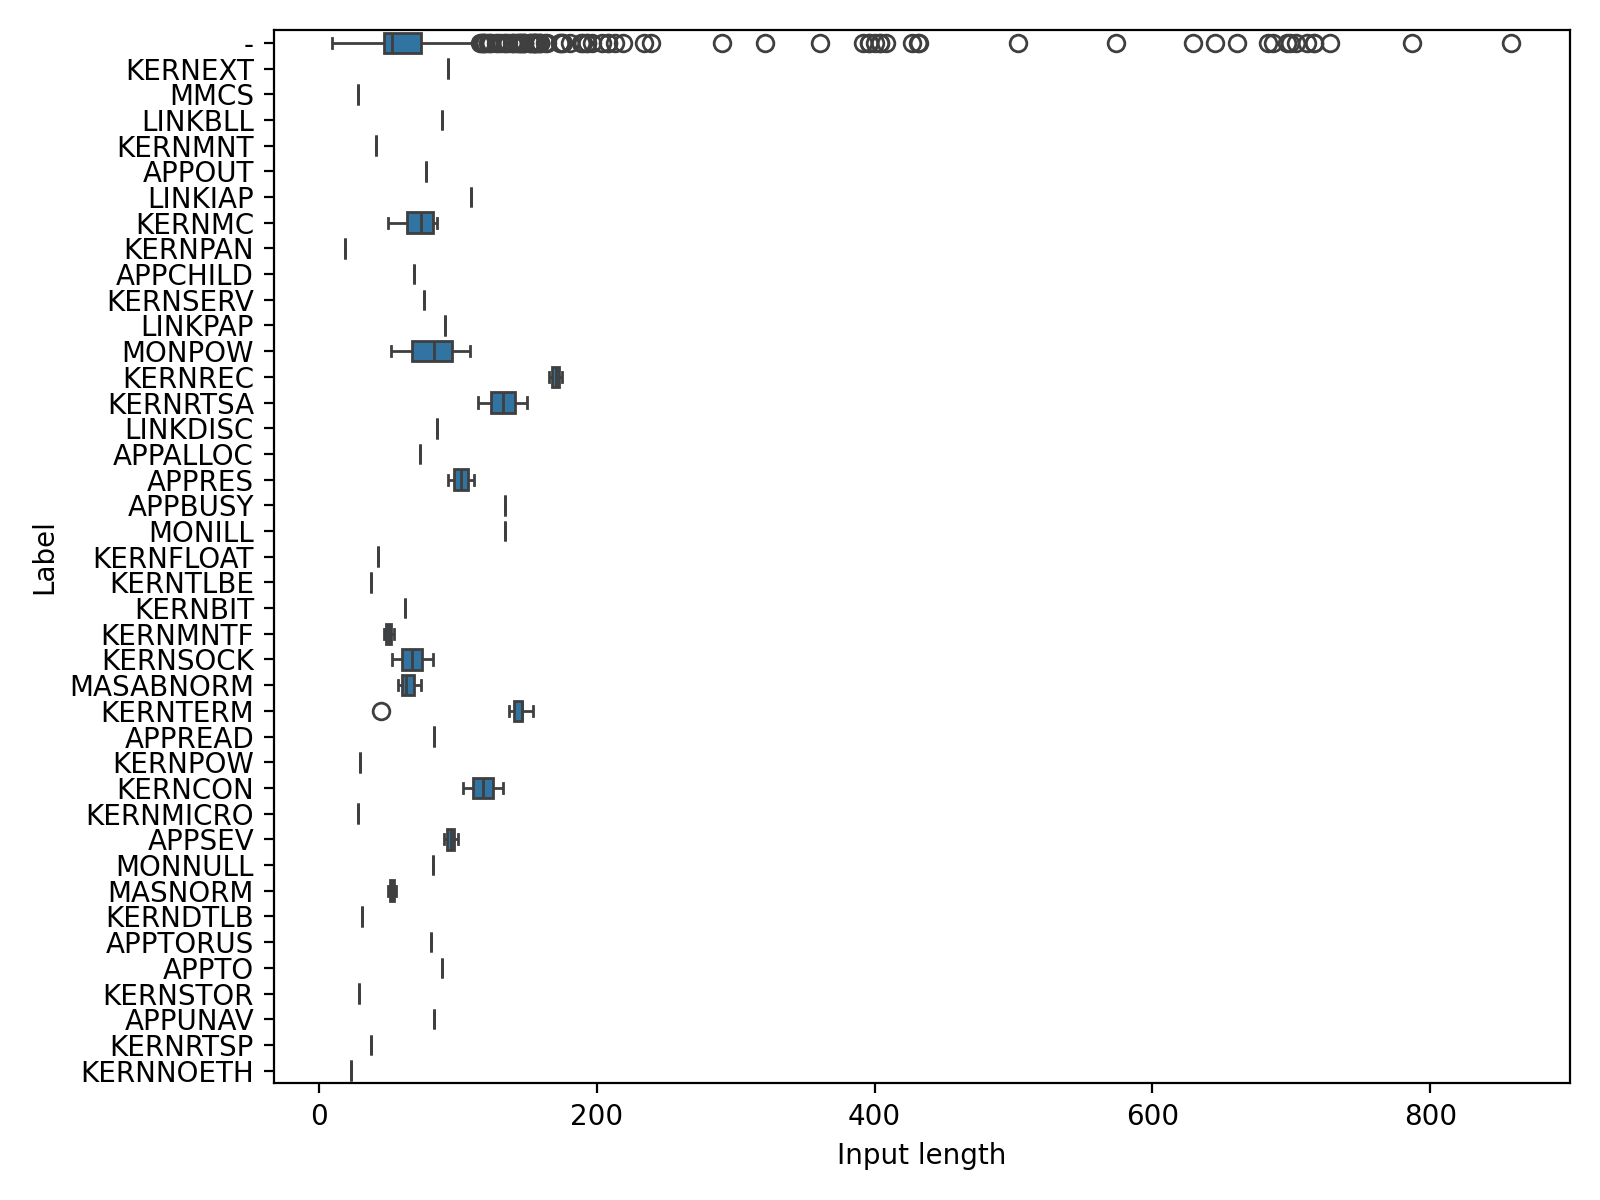 -
KERNEXT
MMCS
LINKBLL
KERNMNT
APPOUT
LINKIAP
KERNMC
KERNPAN
APPCHILD
KERNSERV
LINKPAP
MONPOW
KERNREC
KERNRTSA
LINKDISC
APPALLOC
APPRES
APPBUSY
MONILL
KERNFLOAT
KERNTLBE
KERNBIT
KERNMNTF
KERNSOCK
MASABNORM
KERNTERM
APPREAD
KERNPOW
KERNCON
KERNMICRO
APPSEV
MONNULL
MASNORM
KERNDTLB
APPTORUS
APPTO
KERNSTOR
APPUNAV
KERNRTSP
KERNNOETH
Label
0 200 400 600 800
Input length